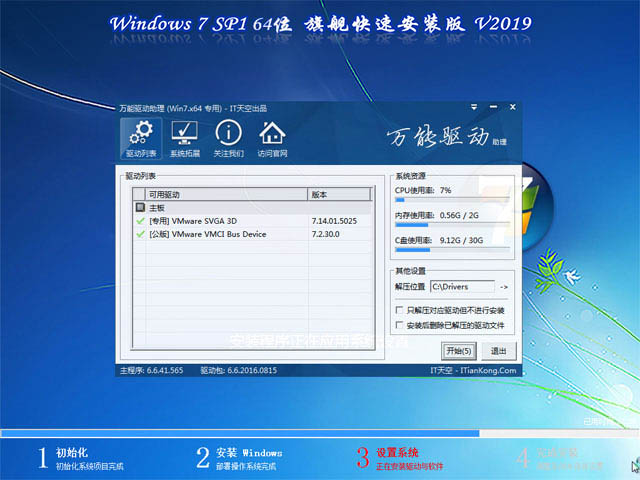 Windows 7 SP1 64位 旗舰快速安装版 V2019
万能驱动助理 (Win7.x64 专用) - IT天空出品
驱动列表 系统拓展 关注我们 访问官网
万能驱动 助理
驱动列表
可用驱动 版本
主板
[专用] VMware SVGA 3D 7.14.01.5025
[公版] VMware VMCI Bus Device 7.2.30.0
系统资源
CPU使用率: 7%
内存使用率: 0.56G / 2G
C盘使用率: 9.12G / 30G
其他设置
解压位置 C:\Drivers ->
只解压对应驱动但不进行安装
安装后删除已解压的驱动文件
安装程序正在应用系统设置
开始(5) 退出
主程序: 6.6.41.565 驱动包: 6.6.2016.0815 IT天空 - ITianKong.Com
1 初始化
初始化系统项目完成
2 安装 Windows
部署操作系统完成
3 设置系统
正在安装驱动与软件
4